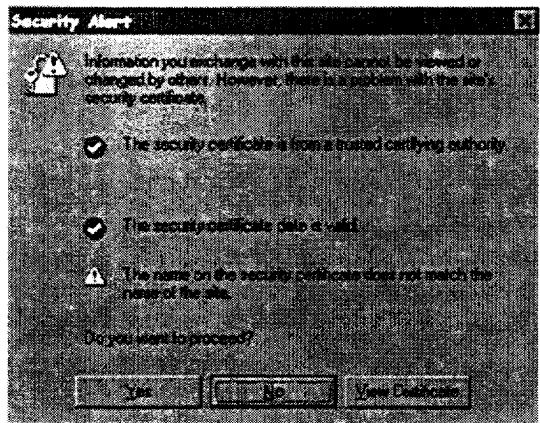 Security Alert
Information you exchange with this site cannot be viewed or
changed by others. However, there is a problem with the site's
security certificate.
The security certificate is from a trusted certifying authority.
The security certificate date is valid.
The name on the security certificate does not match the
name of the site.
Do you want to proceed?
Yes No View Certificate